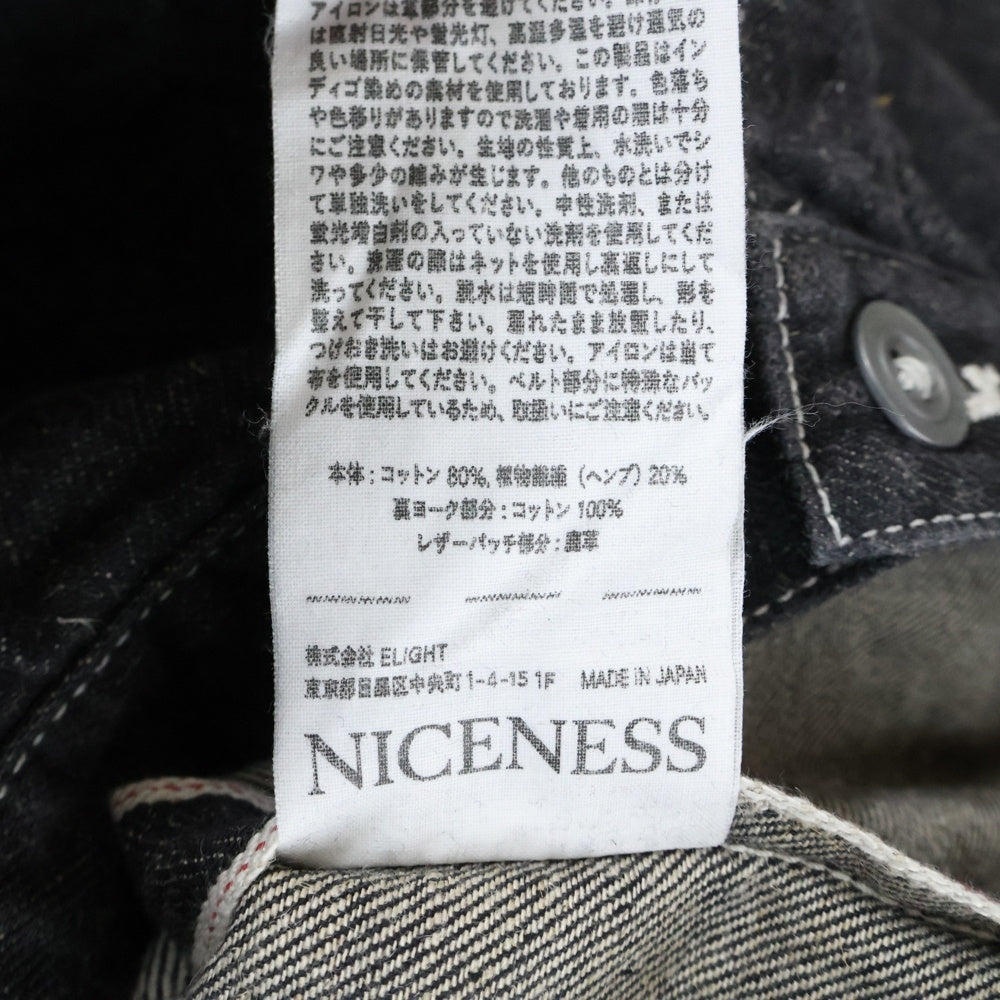 アイロンは革部分を避けてください。保管
は直射日光や蛍光灯、高温多湿を避け通気の
良い場所に保管してください。この製品はイン
ディゴ染めの素材を使用しております。色落ち
や色移りがありますので洗濯や着用の際は十分
にご注意ください。生地の性質上、水洗いでシ
ワや多少の縮みが生じます。他のものとは分け
て単独洗いをしてください。中性洗剤、または
蛍光増白剤の入っていない洗剤を使用してくだ
さい。洗濯の際はネットを使用し裏返しにして
洗ってください。脱水は短時間で処理し、形を
整えて干して下さい。濡れたまま放置したり、
つけおき洗いはお避けください。アイロンは当て
布を使用してください。ベルト部分に特殊なバッ
クルを使用しているため、取扱いにご注意ください。
本体：コットン 80%, 植物繊維（ヘンプ）20%
裏ヨーク部分：コットン 100%
レザーパッチ部分：鹿革
株式会社 EL/GHT
東京都目黒区中央町 1-4-15 1F MADE IN JAPAN
NICENESS